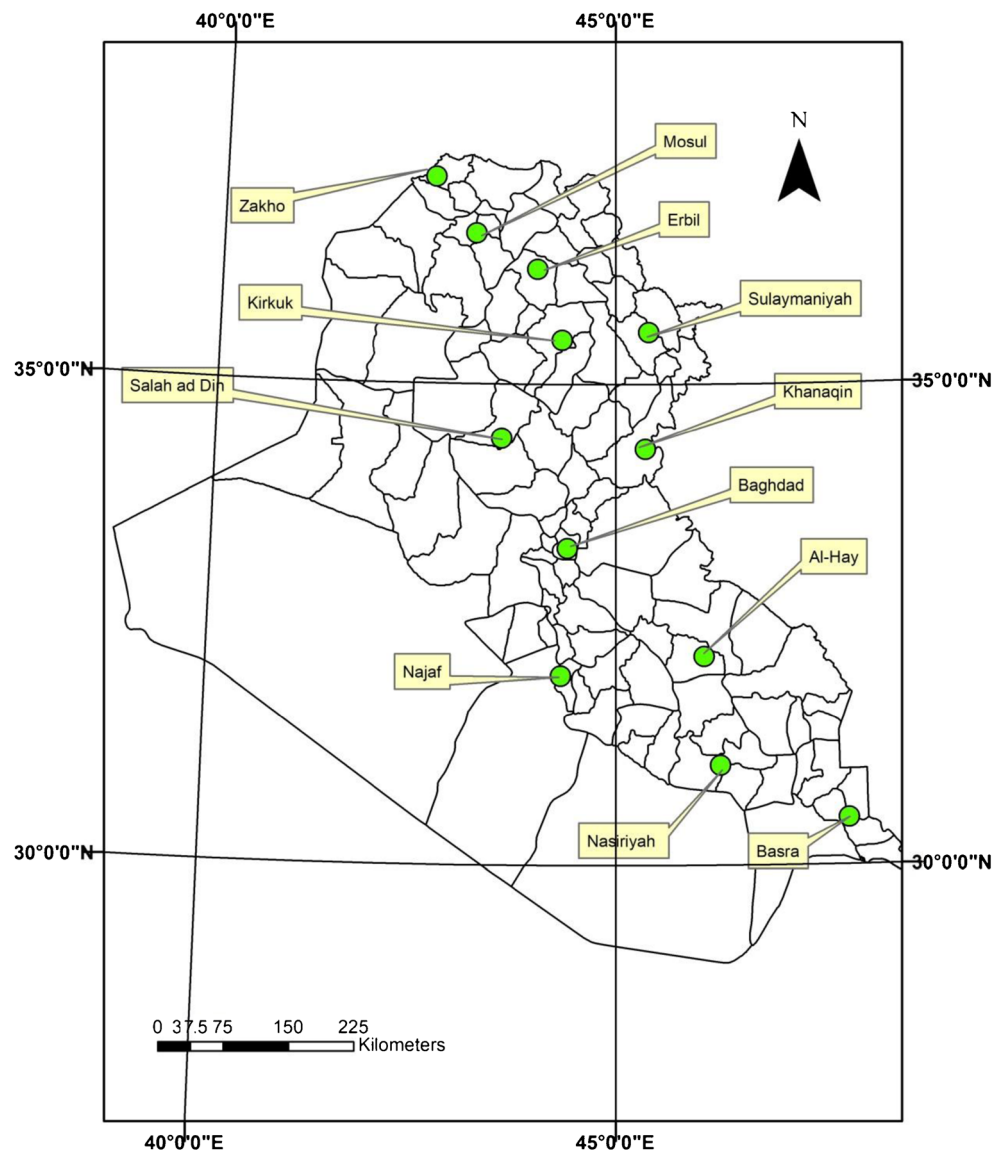 40°0'0"E 45°0'0"E
N
Mosul
Zakho
Erbil
Kirkuk
Sulaymaniyah
35°0'0"N
35°0'0"N
Salah ad Din
Khanaqin
Baghdad
Al-Hay
Najaf
Nasiriyah
Basra
30°0'0"N
30°0'0"N
0 37.5 75 150 225
Kilometers
40°0'0"E 45°0'0"E